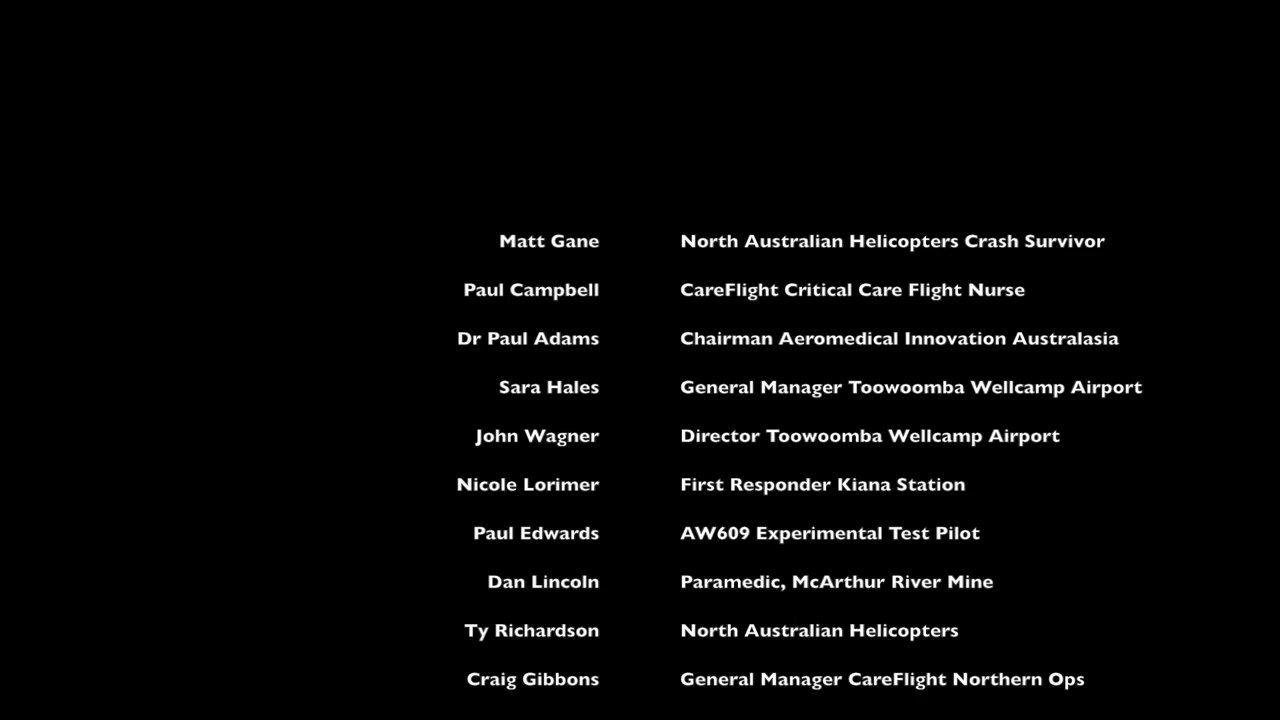 Matt Gane North Australian Helicopters Crash Survivor
Paul Campbell CareFlight Critical Care Flight Nurse
Dr Paul Adams Chairman Aeromedical Innovation Australasia
Sara Hales General Manager Toowoomba Wellcamp Airport
John Wagner Director Toowoomba Wellcamp Airport
Nicole Lorimer First Responder Kiana Station
Paul Edwards AW609 Experimental Test Pilot
Dan Lincoln Paramedic, McArthur River Mine
Ty Richardson North Australian Helicopters
Craig Gibbons General Manager CareFlight Northern Ops